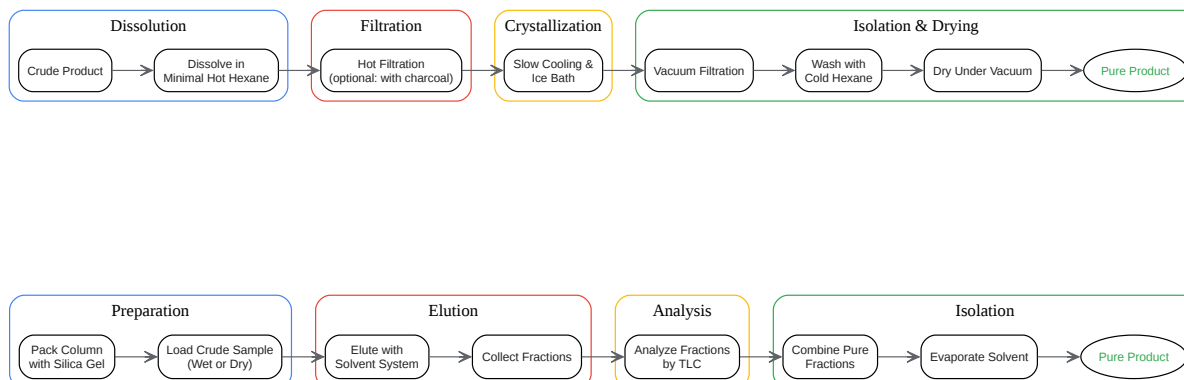 Dissolution
Filtration
Crystallization
Isolation & Drying
Crude Product
Dissolve in
Minimal Hot Hexane
Hot Filtration
(optional: with charcoal)
Slow Cooling &
Ice Bath
Vacuum Filtration
Wash with
Cold Hexane
Dry Under Vacuum
Pure Product
Preparation
Elution
Analysis
Isolation
Pack Column
with Silica Gel
Load Crude Sample
(Wet or Dry)
Elute with
Solvent System
Collect Fractions
Analyze Fractions
by TLC
Combine Pure
Fractions
Evaporate Solvent
Pure Product